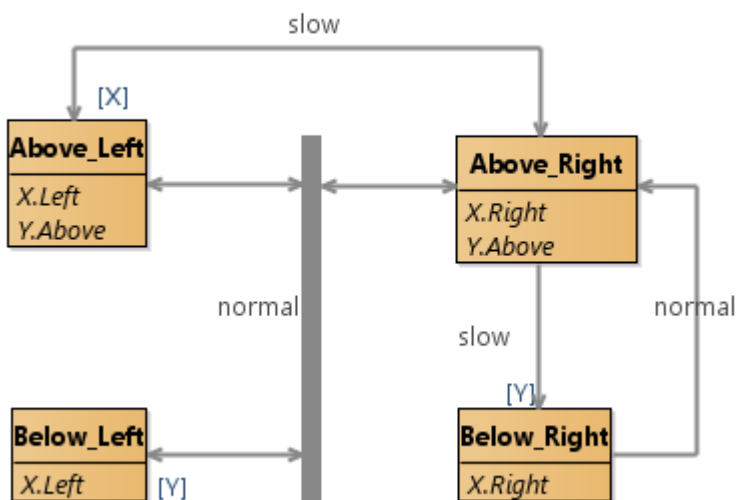 slow
[X]
Above_Left
X.Left
Y.Above
Above_Right
X.Right
Y.Above
normal
slow
normal
[Y]
Below_Left
X.Left
[Y]
Below_Right
X.Right